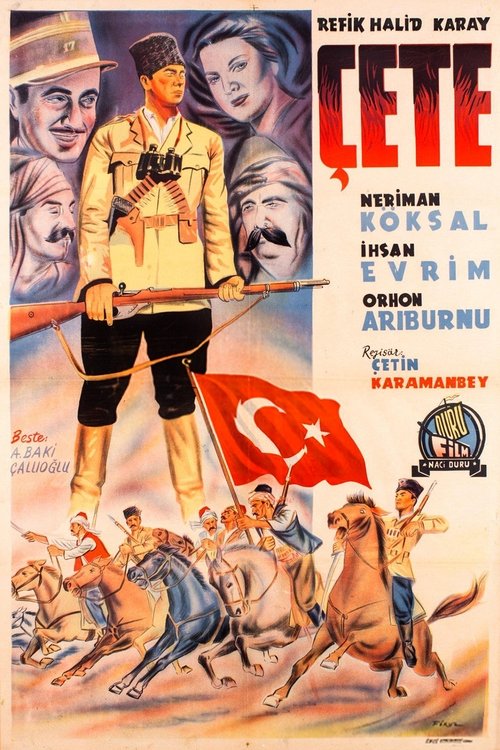 REFİK HALİD KARAY
ÇETE
NERİMAN
KÖKSAL
İHSAN
EVRİM
ORHON
ARIBURNU
Rejisör:
ÇETİN
KARAMANBEY
DURU
FİLM
NACİ DURU
Beste:
A. BAKİ
ÇALLIOĞLU